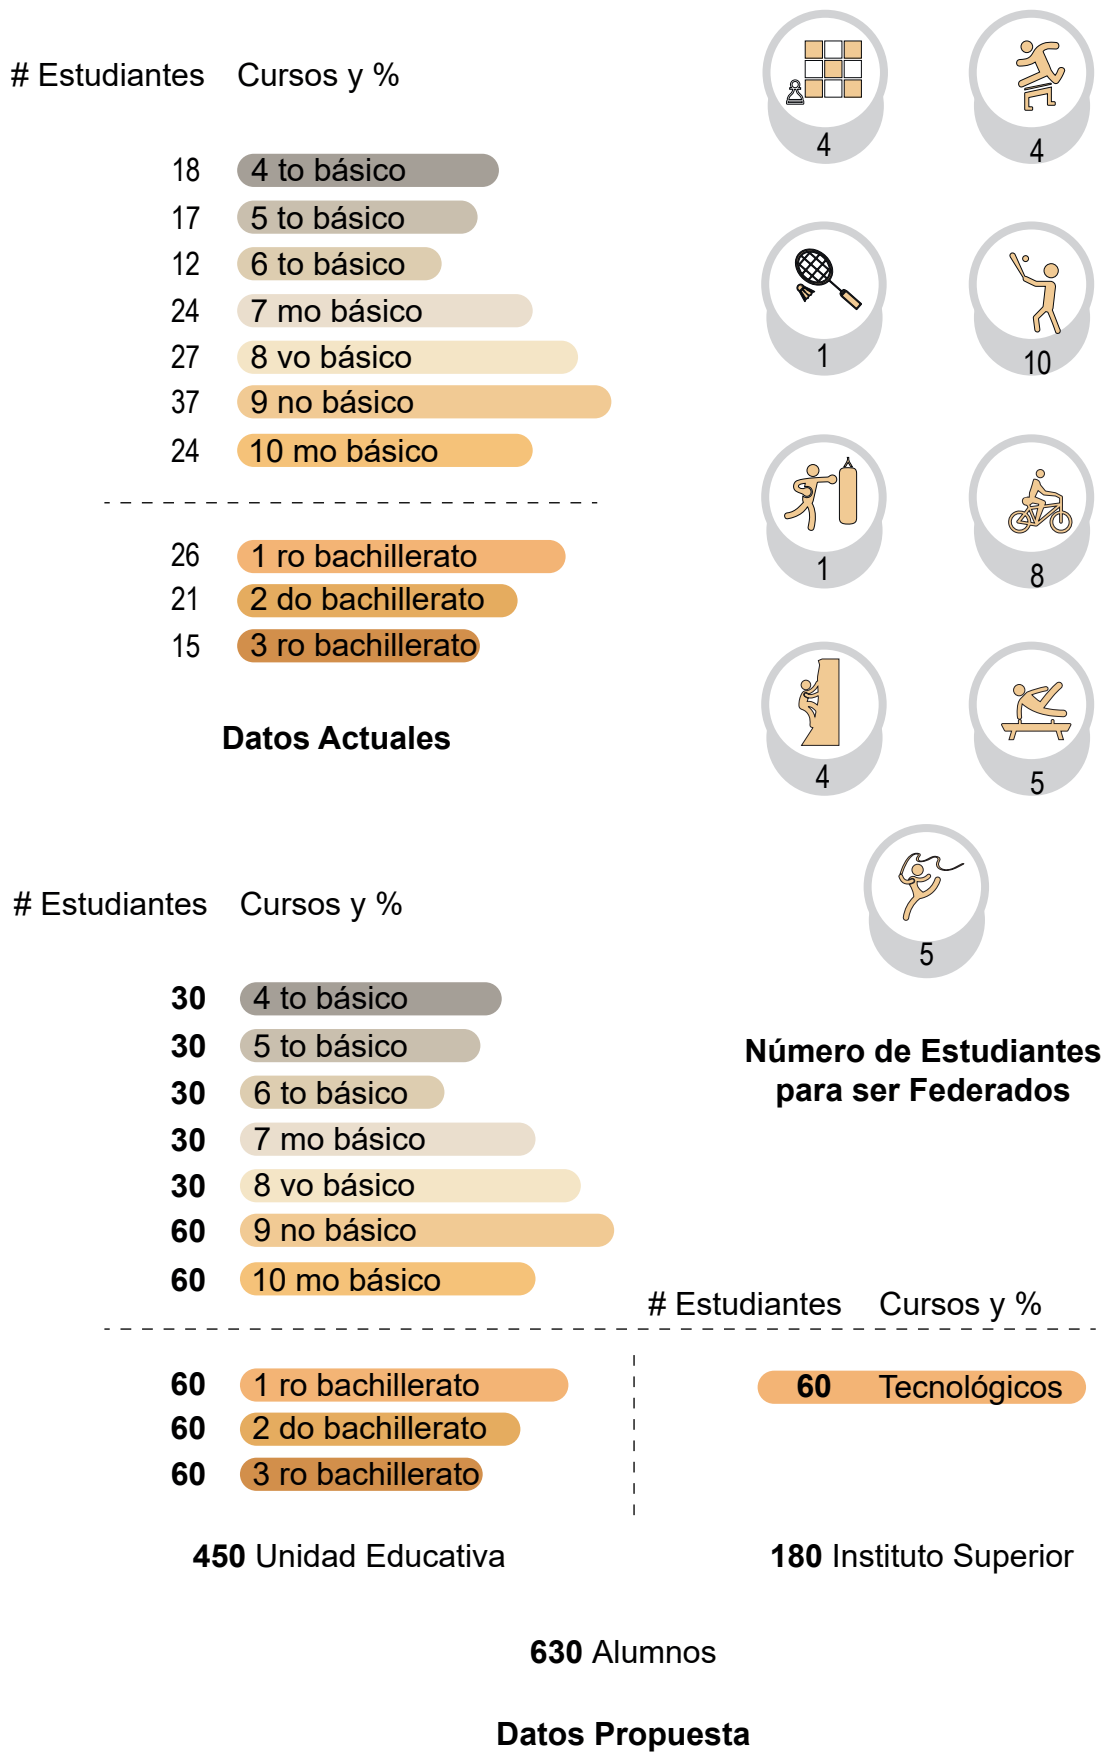 # Estudiantes Cursos y %
18 4 to básico
17 5 to básico
12 6 to básico
24 7 mo básico
27 8 vo básico
37 9 no básico
24 10 mo básico
26 1 ro bachillerato
21 2 do bachillerato
15 3 ro bachillerato
Datos Actuales
4 4
1 10
1 8
4 5
5
Número de Estudiantes
para ser Federados
# Estudiantes Cursos y %
30 4 to básico
30 5 to básico
30 6 to básico
30 7 mo básico
30 8 vo básico
60 9 no básico
60 10 mo básico
60 1 ro bachillerato
60 2 do bachillerato
60 3 ro bachillerato
# Estudiantes Cursos y %
60 Tecnológicos
450 Unidad Educativa
180 Instituto Superior
630 Alumnos
Datos Propuesta